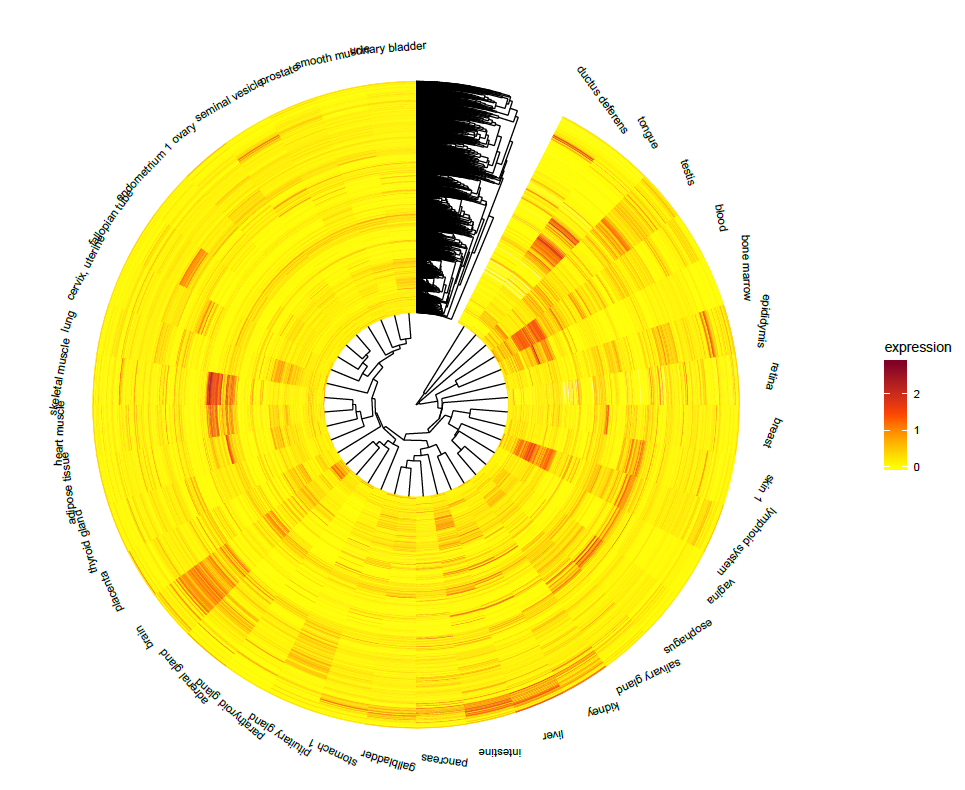 ductus deferens
tongue
testis
blood
bone marrow
epididymis
retina
breast
skin 1
lymphoid system
vagina
esophagus
salivary gland
kidney
liver
intestine
pancreas
gallbladder
stomach 1
pituitary gland
parathyroid gland
adrenal gland
brain
placenta
thyroid gland
adipose tissue
heart muscle
skeletal muscle
lung
cervix, uterine
fallopian tube
endometrium 1
ovary
seminal vesicle
prostate
smooth muscle
urinary bladder
expression
2
1
0